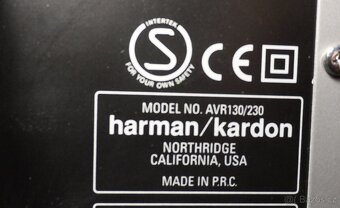 INTERTEK
S
FOR YOUR OWN SAFETY
CE
MODEL NO. AVR130/230
harman/kardon
NORTHRIDGE
CALIFORNIA, USA
MADE IN P.R.C.